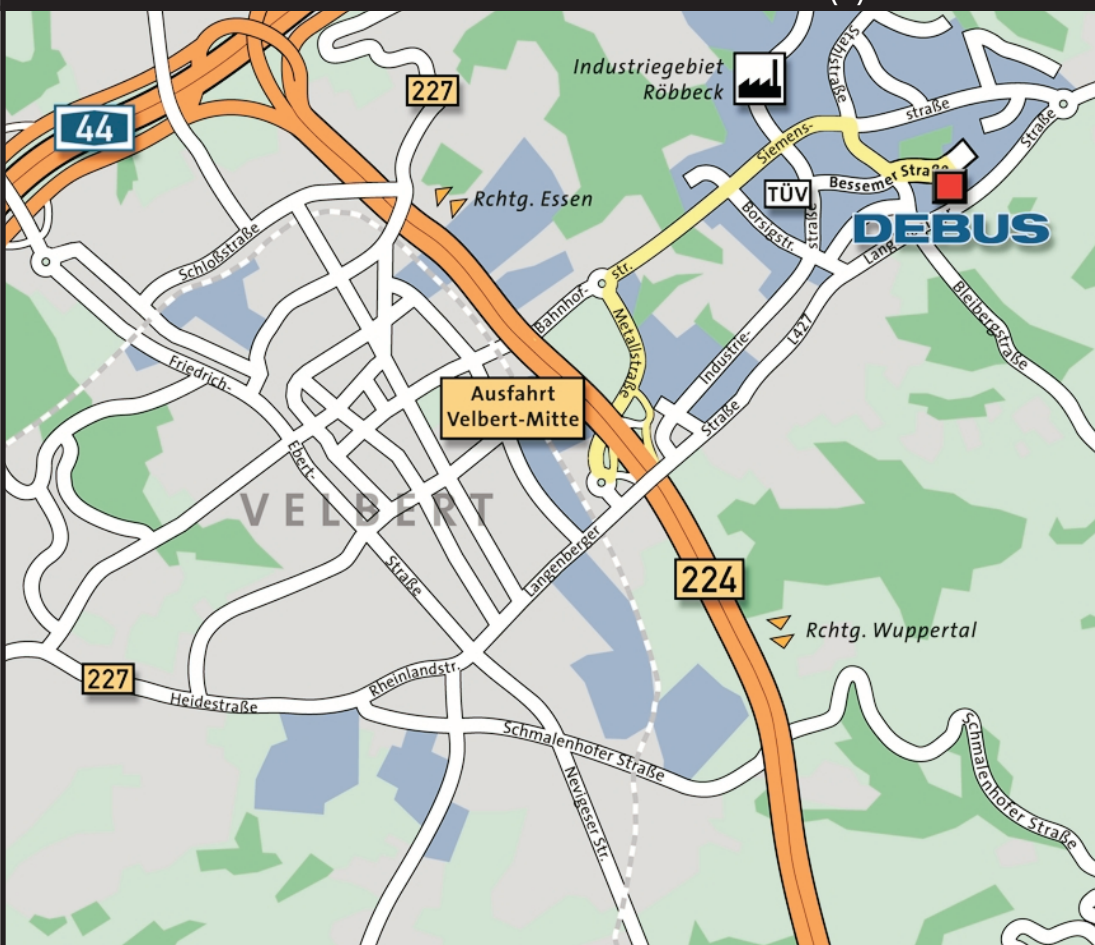 Industriegebiet
Röbbeck
Stahlstraße
227
44
straße
Straße
Siemens-
Bessemer Straße
Rchtg. Essen
TÜV
Borsigstr.
straße
DEBUS
Schloßstraße
str.
Bahnhof-
Metallstraße
Bleibergstraße
Industrie-
L427
Straße
Friedrich-
Ausfahrt
Velbert-Mitte
Ebert-
VELBERT
Straße
Langenberger
224
Rchtg. Wuppertal
227
Heidestraße
Rheinlandstr.
Schmalenhofer Straße
Nevigeser Str.
Schmalenhofer Straße